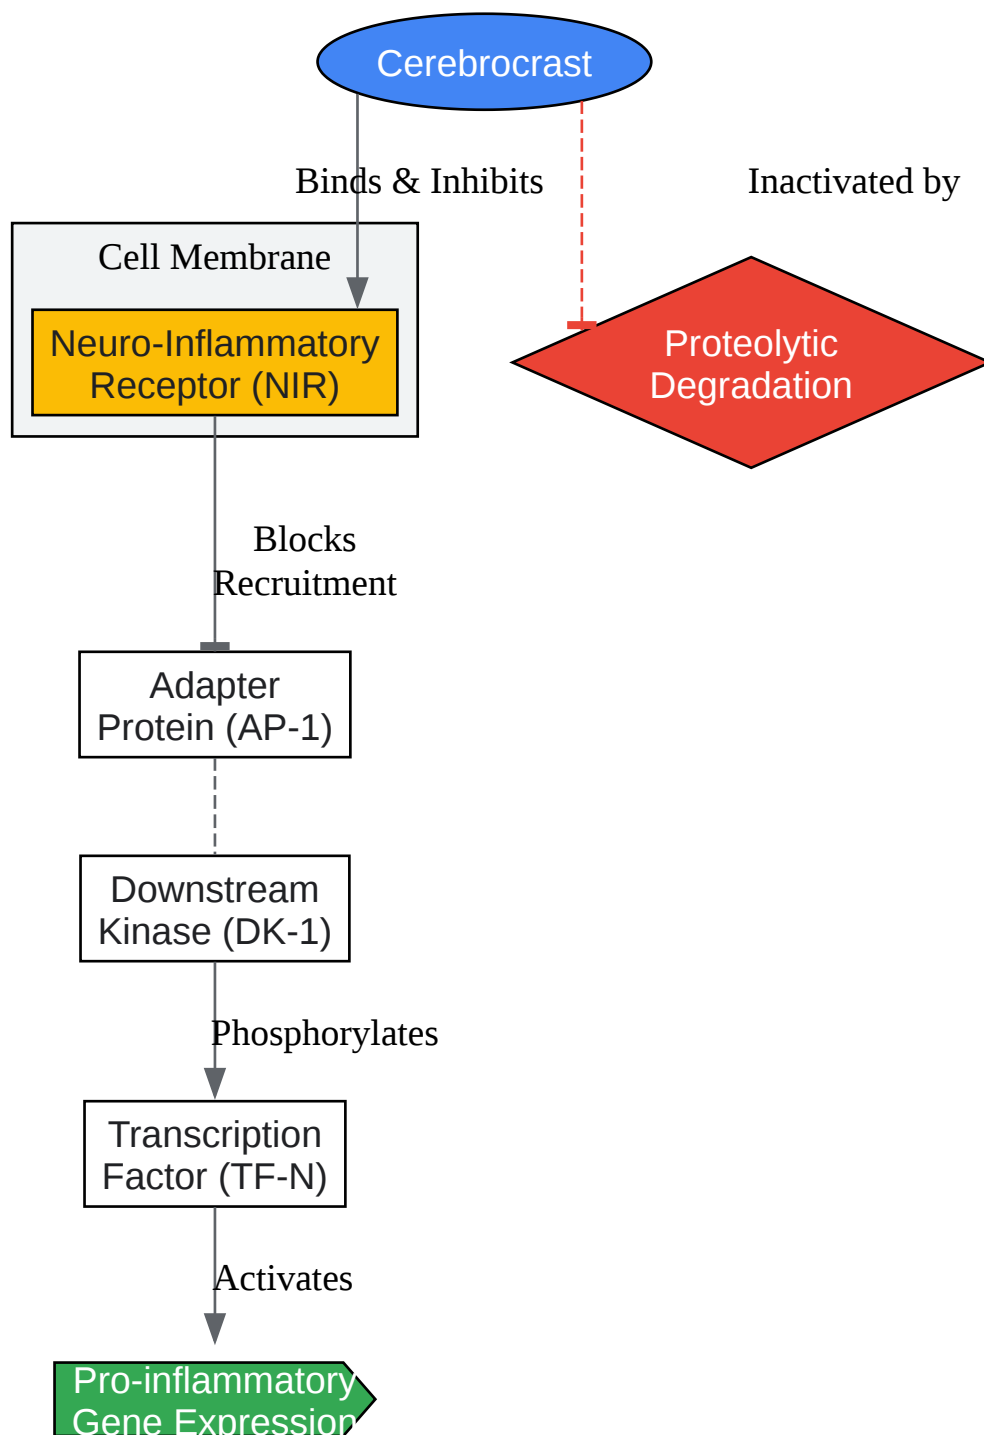 Cerebrocrast
Binds & Inhibits
Inactivated by
Cell Membrane
Neuro-Inflammatory
Receptor (NIR)
Proteolytic
Degradation
Blocks
Recruitment
Adapter
Protein (AP-1)
Downstream
Kinase (DK-1)
Phosphorylates
Transcription
Factor (TF-N)
Activates
Pro-inflammatory
Gene Expression